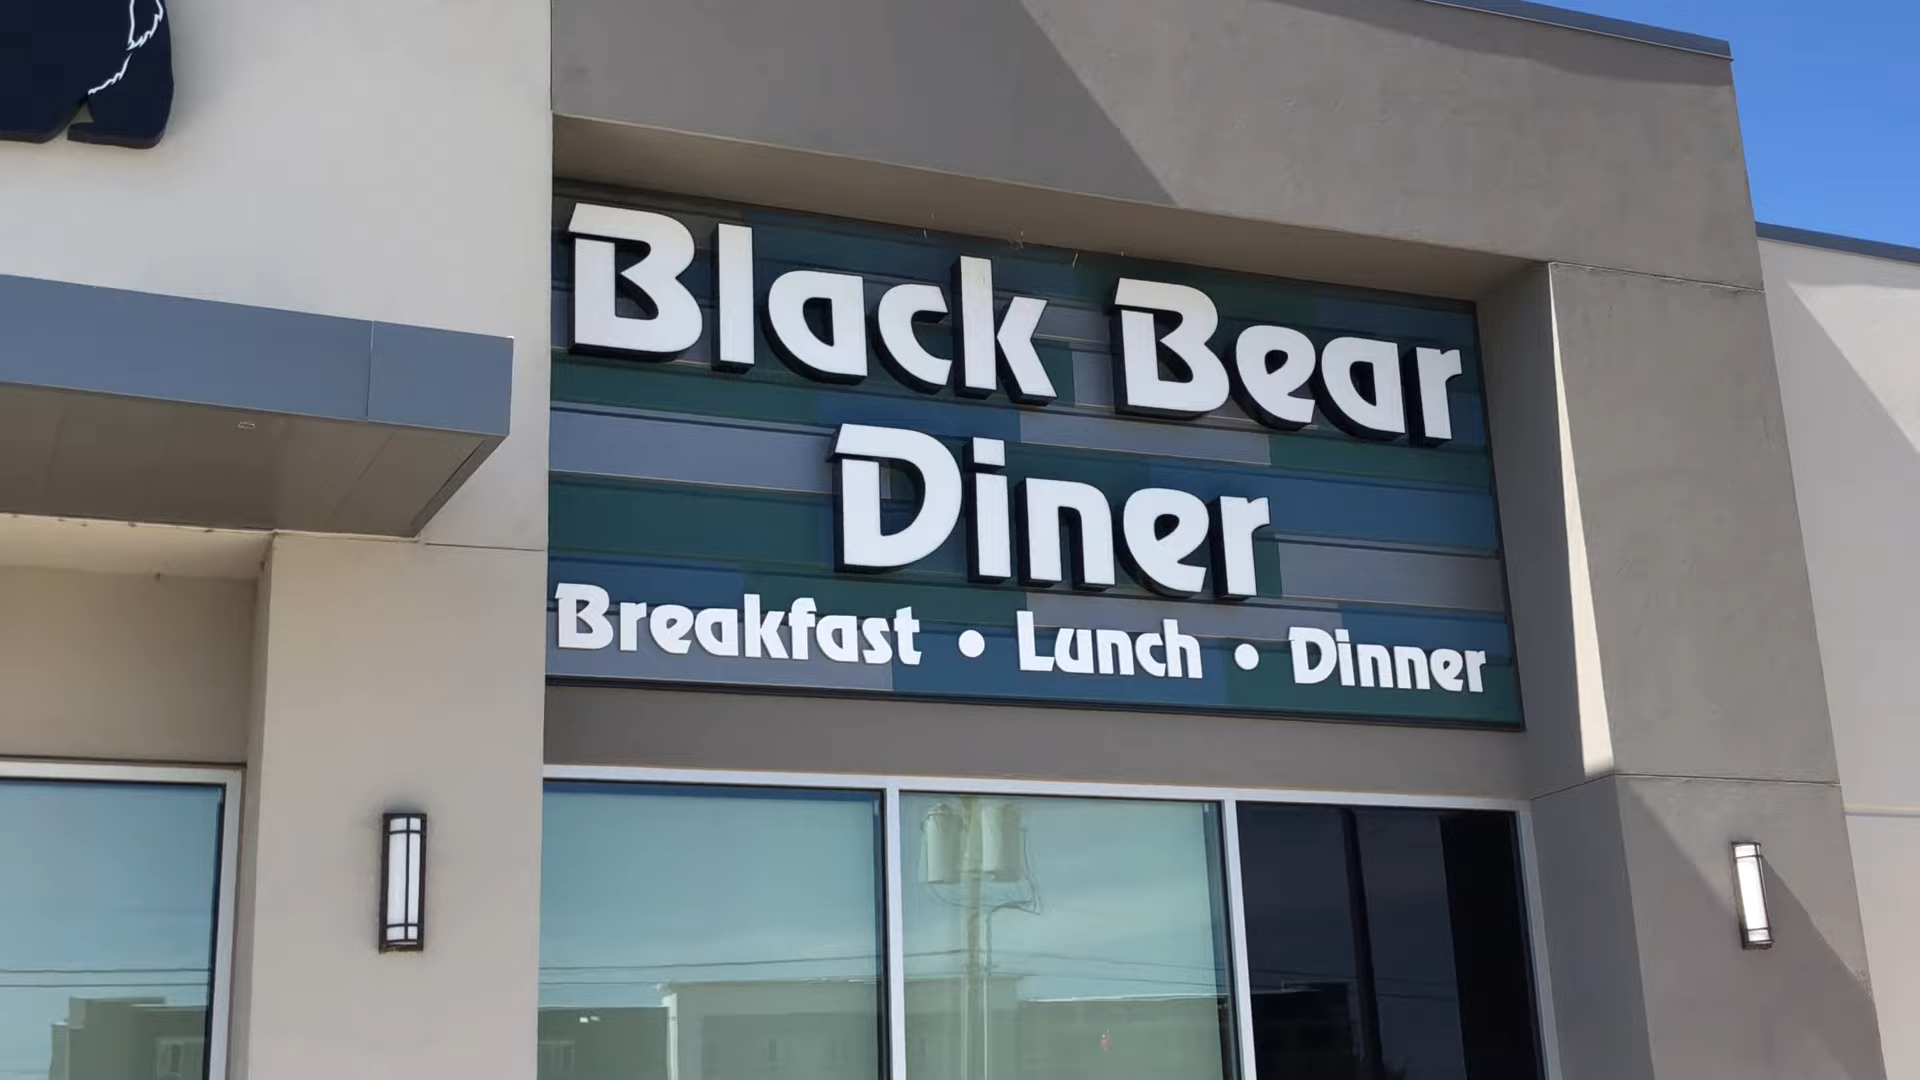 Black Bear
Diner
Breakfast • Lunch • Dinner